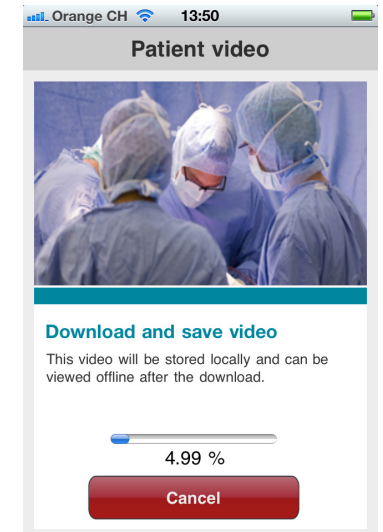 Orange CH 13:50
Patient video
Download and save video
This video will be stored locally and can be
viewed offline after the download.
4.99 %
Cancel